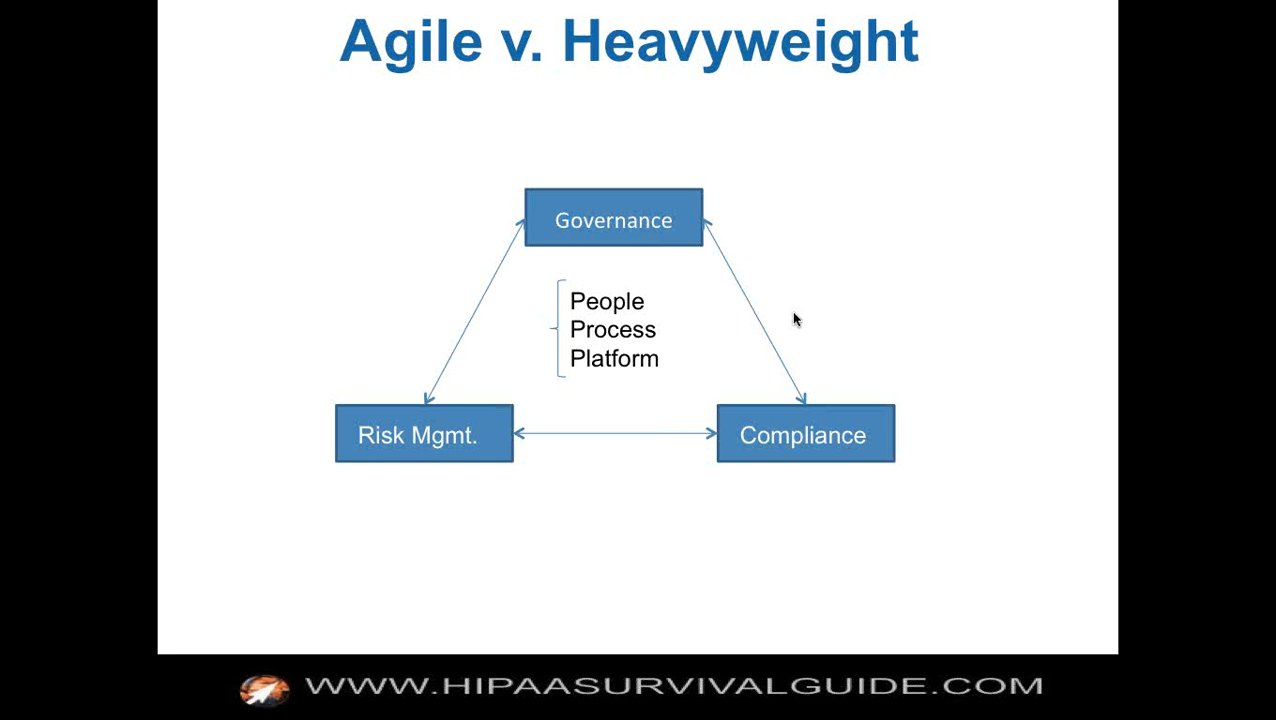 Agile v. Heavyweight
Governance
People
Process
Platform
Risk Mgmt.
Compliance
WWW.HIPAASURVIVALGUIDE.COM